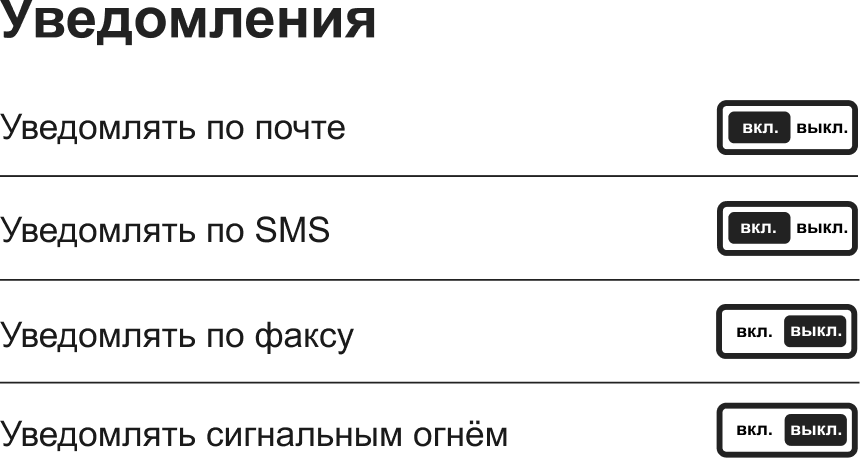 Уведомления
Уведомлять по почте вкл. выкл.
Уведомлять по SMS вкл. выкл.
Уведомлять по факсу вкл. выкл.
Уведомлять сигнальным огнём вкл. выкл.